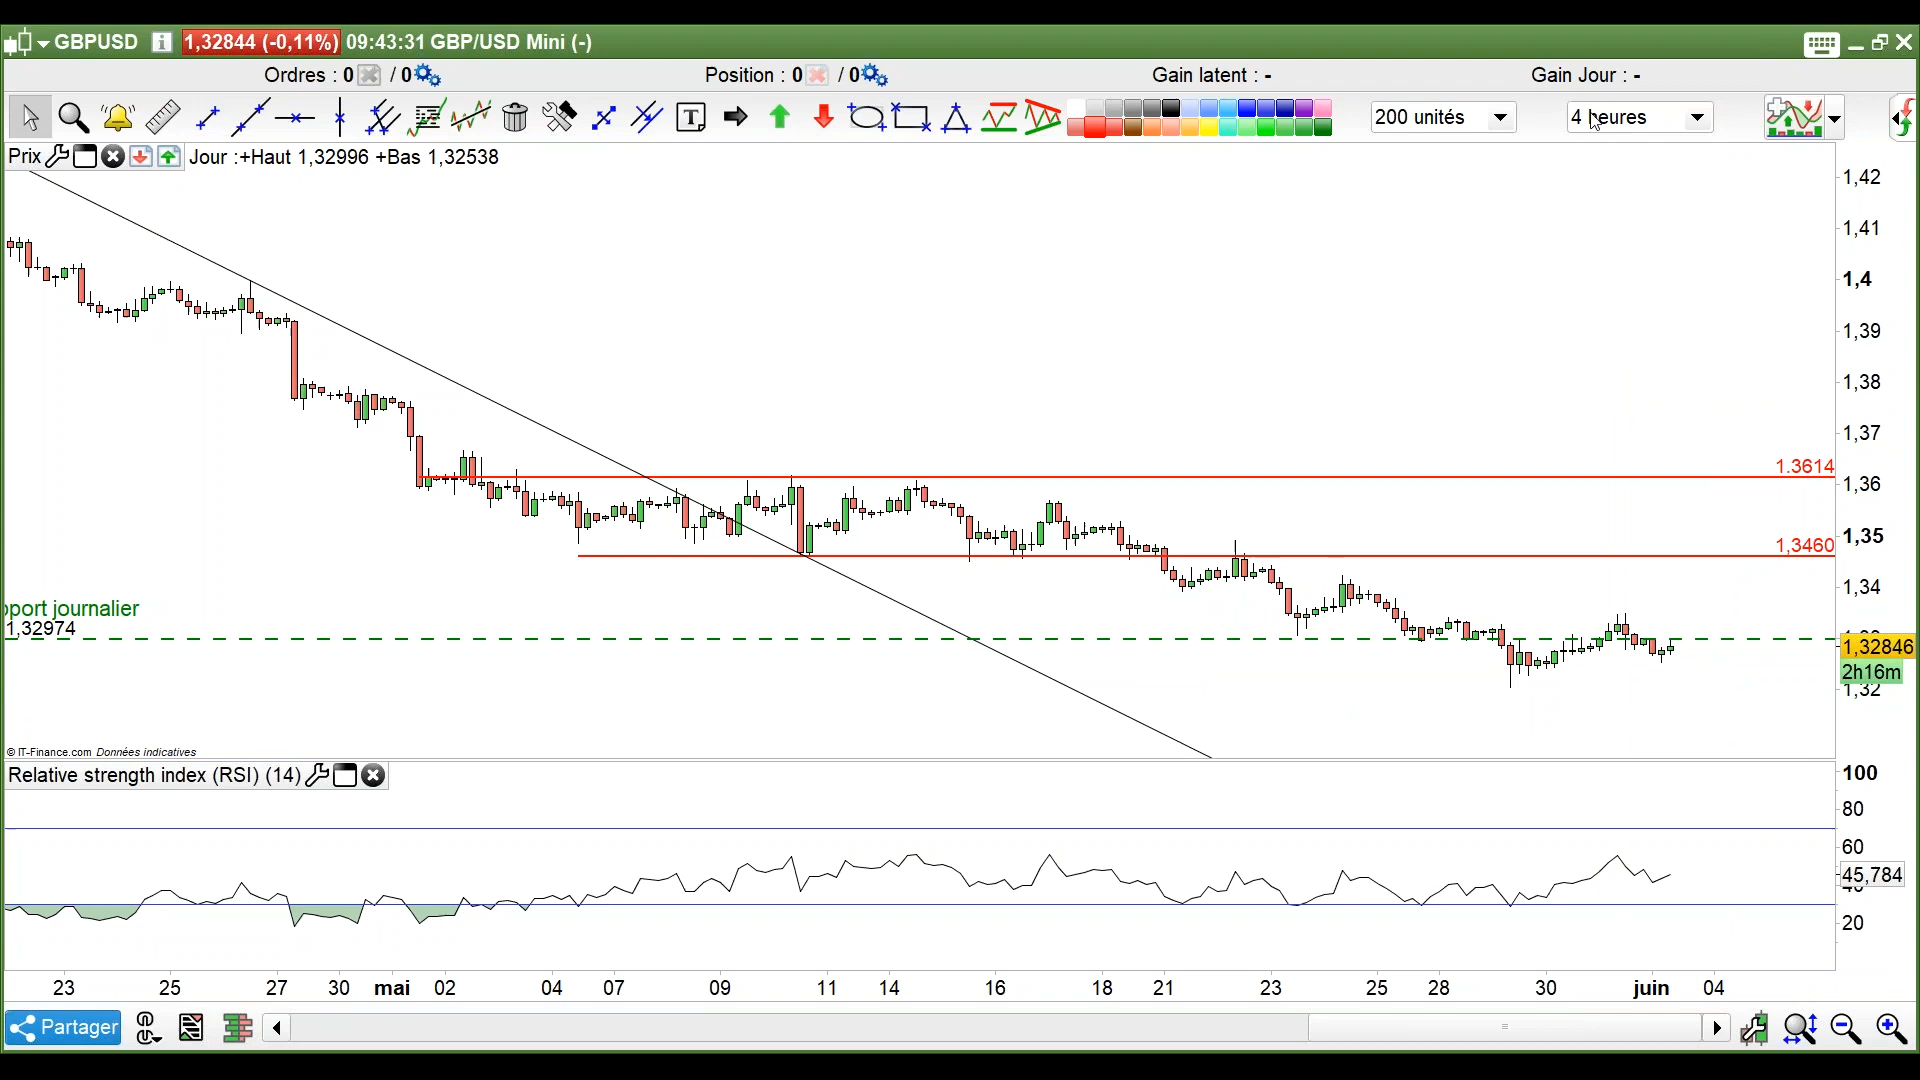 GBPUSD 1,32844 (-0,11%) 09:43:31 GBP/USD Mini (-)
Ordres : 0 / 0 Position : 0 / 0 Gain latent : - Gain Jour : -
200 unités 4 heures
Prix Jour :+Haut 1,32996 +Bas 1,32538
1,42
1,41
1,4
1,39
1,38
1,37
1.3614
1,36
1,35
1,3460
1,34
pport journalier
1,32974
1,32846
2h16m
1,32
© IT-Finance.com Données indicatives
Relative strength index (RSI) (14)
100
80
60
45,784
20
23 25 27 30 mai 02 04 07 09 11 14 16 18 21 23 25 28 30 juin 04
Partager